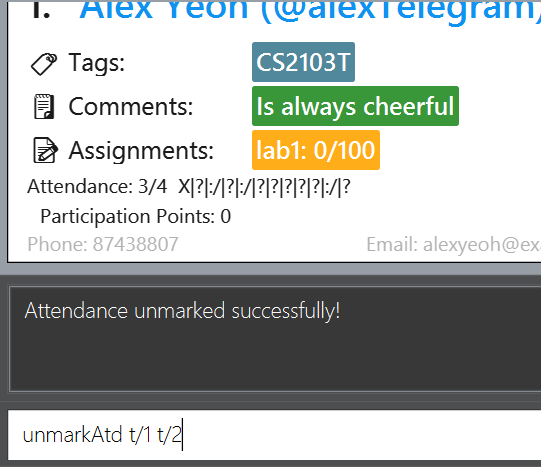 1. Alex Yeoh (@alexTelegram)
Tags: CS2103T
Comments: Is always cheerful
Assignments: lab1: 0/100
Attendance: 3/4 X|?|:/|?|:/|?|?|?|?|?|:/|?
Participation Points: 0
Phone: 87438807 Email: alexyeoh@exa
Attendance unmarked successfully!
unmarkAtd t/1 t/2